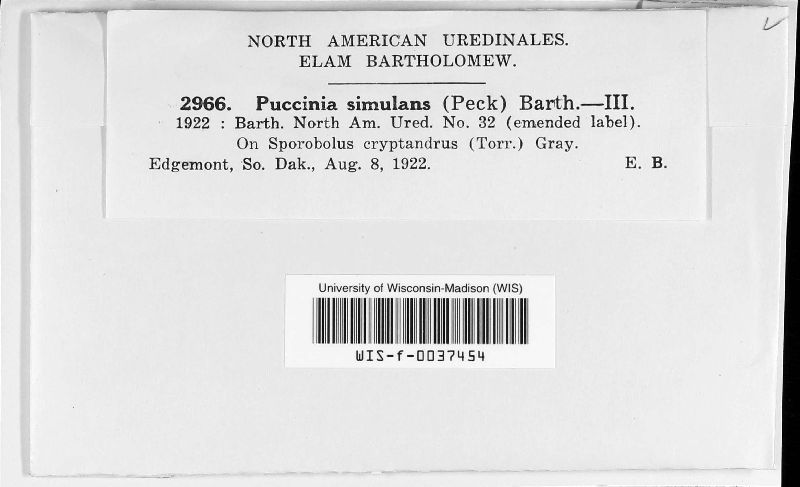 NORTH AMERICAN UREDINALES.
ELAM BARTHOLOMEW.
2966. Puccinia simulans (Peck) Barth.—III.
1922 : Barth. North Am. Ured. No. 32 (emended label).
On Sporobolus cryptandrus (Torr.) Gray.
Edgemont, So. Dak., Aug. 8, 1922. E. B.
University of Wisconsin-Madison (WIS)
WIS-f-0037454